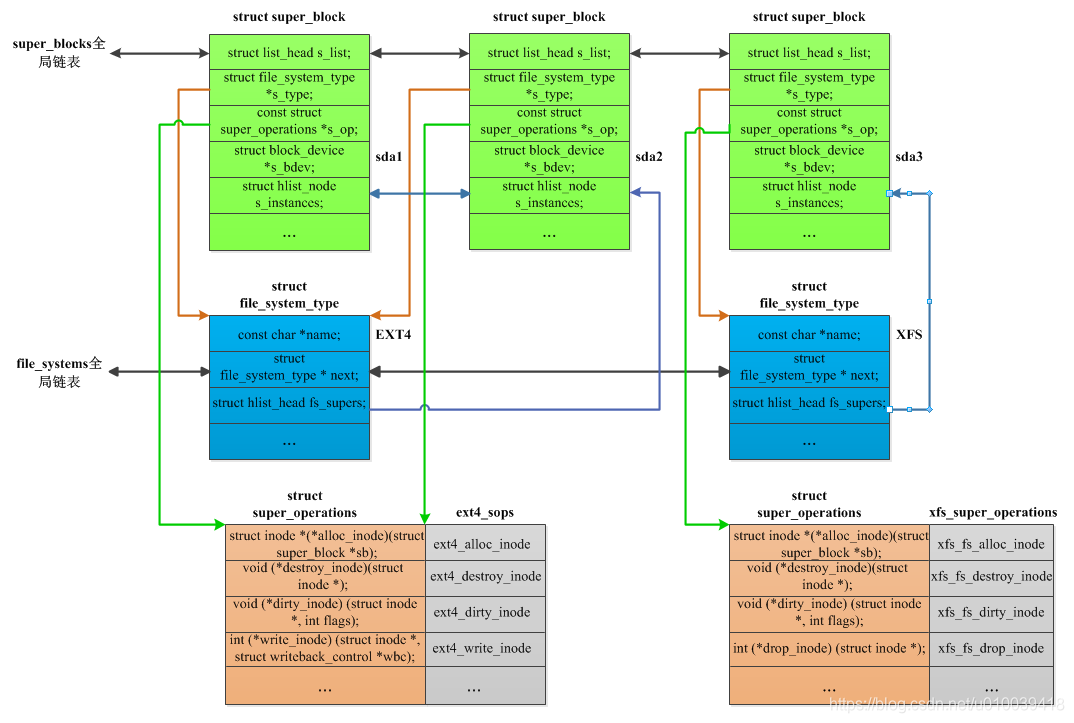 struct super_block
struct super_block
struct super_block
super_blocks全
局链表
struct list_head s_list;
struct file_system_type
*s_type;
const struct
super_operations *s_op;
struct block_device
*s_bdev;
struct hlist_node
s_instances;
...
sda1
struct list_head s_list;
struct file_system_type
*s_type;
const struct
super_operations *s_op;
struct block_device
*s_bdev;
struct hlist_node
s_instances;
...
sda2
struct list_head s_list;
struct file_system_type
*s_type;
const struct
super_operations *s_op;
struct block_device
*s_bdev;
struct hlist_node
s_instances;
...
sda3
struct
file_system_type
EXT4
file_systems全
局链表
const char *name;
struct
file_system_type * next;
struct hlist_head fs_supers;
...
struct
file_system_type
XFS
const char *name;
struct
file_system_type * next;
struct hlist_head fs_supers;
...
struct
super_operations
ext4_sops
struct inode *(*alloc_inode)(struct
super_block *sb);
ext4_alloc_inode
void (*destroy_inode)(struct
inode *);
ext4_destroy_inode
void (*dirty_inode) (struct inode
*, int flags);
ext4_dirty_inode
int (*write_inode) (struct inode *,
struct writeback_control *wbc);
ext4_write_inode
...
...
struct
super_operations
xfs_super_operations
struct inode *(*alloc_inode)(struct
super_block *sb);
xfs_fs_alloc_inode
void (*destroy_inode)(struct
inode *);
xfs_fs_destroy_inode
void (*dirty_inode) (struct inode
*, int flags);
xfs_fs_dirty_inode
int (*drop_inode) (struct inode *);
xfs_fs_drop_inode
...
...
https://blog.csdn.net/u010039418